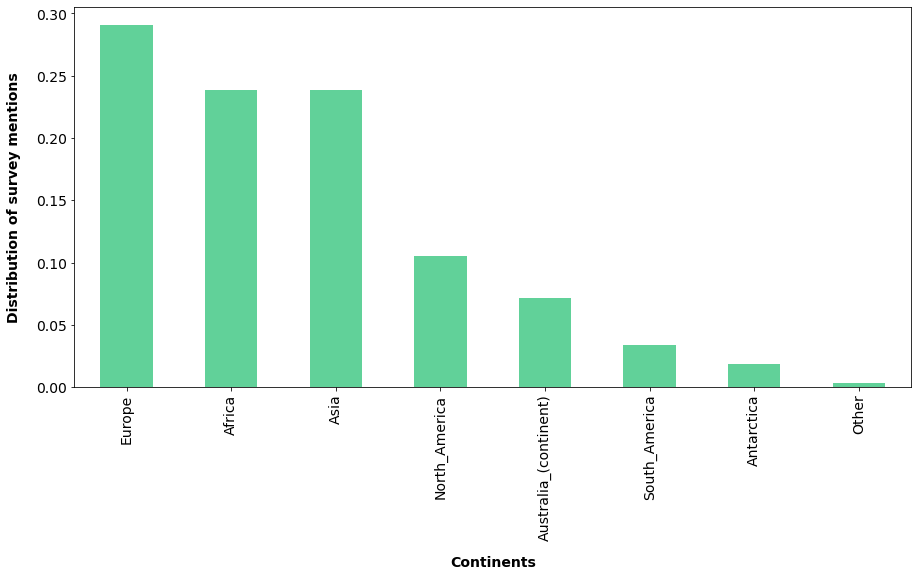 Distribution of survey mentions
0.30
0.25
0.20
0.15
0.10
0.05
0.00
Europe
Africa
Asia
North_America
Australia_(continent)
South_America
Antarctica
Other
Continents